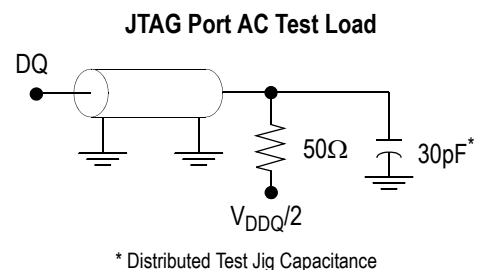 JTAG Port AC Test Load
DQ
50Ω
30pF*
VDDQ/2
* Distributed Test Jig Capacitance